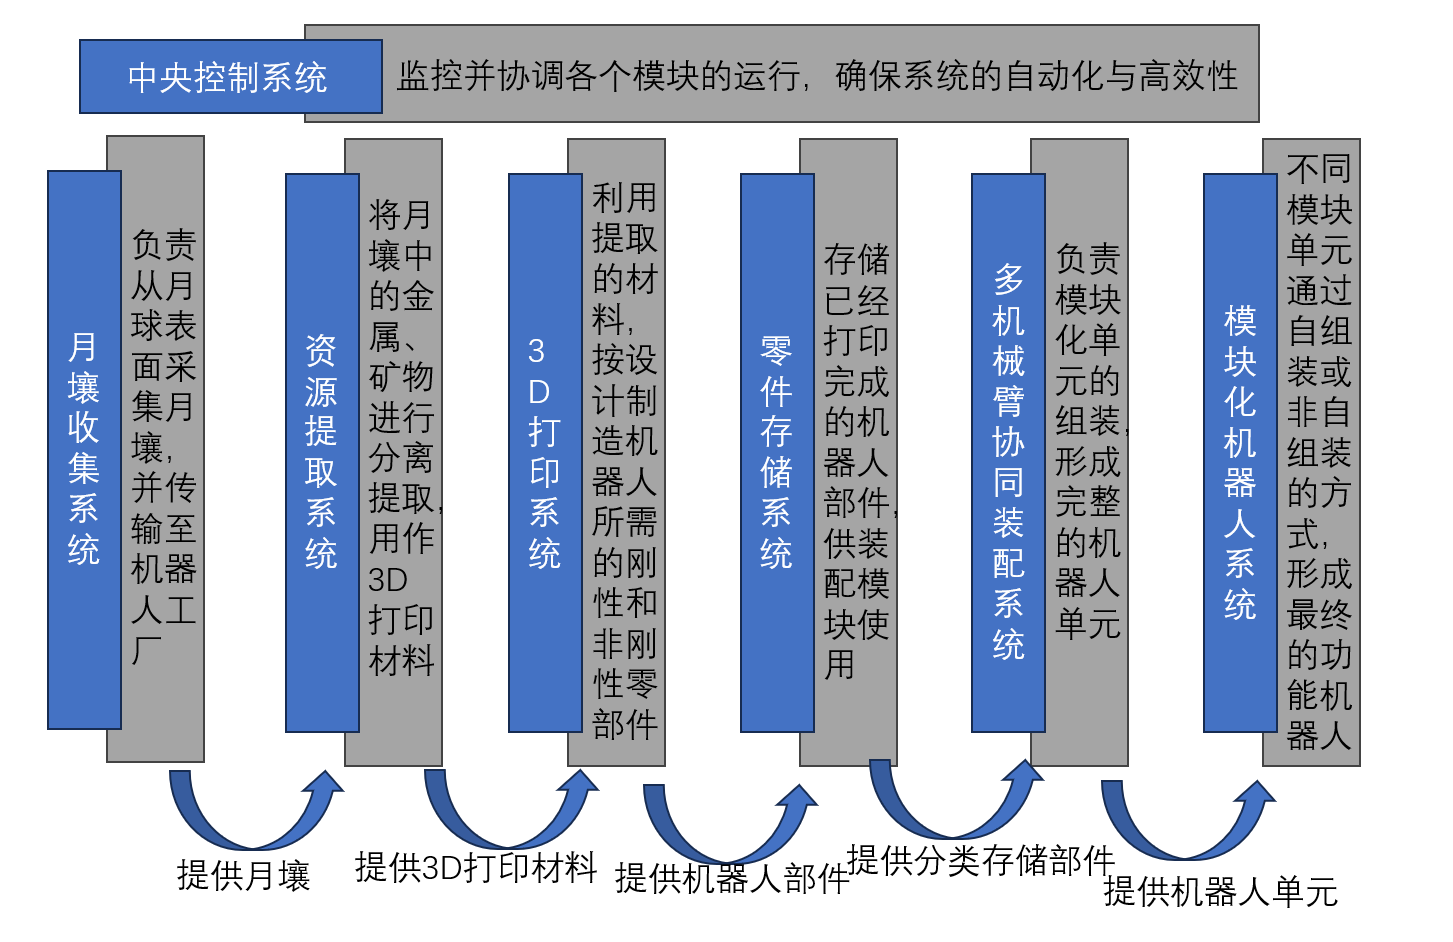 中央控制系统
监控并协调各个模块的运行，确保系统的自动化与高效性
月
壤
收
集
系
统
负责
从月
球表
面采
集月
壤，
并传
输至
机器
人工
厂
资
源
提
取
系
统
将月
壤中
的金
属、
矿物
进行
分离
提取，
用作
3D
打印
材料
3
D
打
印
系
统
利用
提取
的材
料，
按设
计制
造机
器人
所需
的刚
性和
非刚
性零
部件
零
件
存
储
系
统
存储
已经
打印
完成
的机
器人
部件，
供装
配模
块使
用
多
机
械
臂
协
同
装
配
系
统
负责
模块
化单
元的
组装，
形成
完整
的机
器人
单元
模
块
化
机
器
人
系
统
不同
模块
单元
通过
自组
装或
非自
组装
的方
式，
形成
最终
的功
能机
器人
提供月壤
提供3D打印材料
提供机器人部件
提供分类存储部件
提供机器人单元